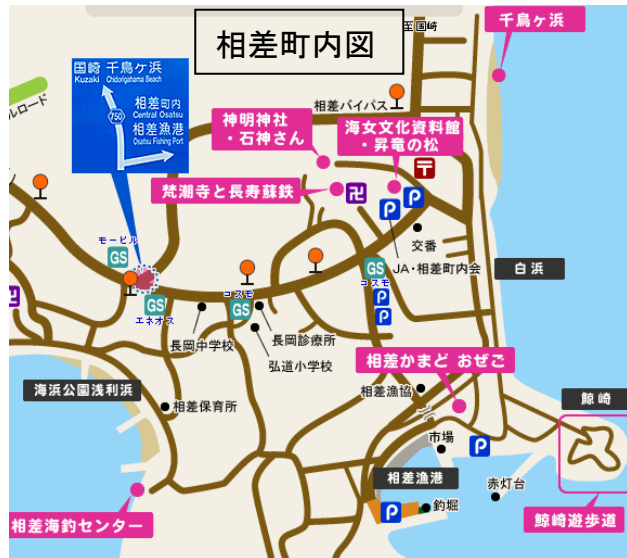 相差町内図
至国崎
千鳥ヶ浜
国崎 千鳥ヶ浜
Kuzaki Chidorigahama Beach
相差町内
Central Osatsu
750
相差漁港
Osatsu Fishing Port
ルロード
相差バイパス
神明神社
・石神さん
海女文化資料館
・昇竜の松
梵潮寺と長寿蘇鉄
P
P
交番
モービル
GS
GS
コスモ
JA・相差町内会
白浜
P
P
GS
エネオス
コスモ
GS
長岡中学校
長岡診療所
弘道小学校
相差かまど おぜご
海浜公園浅利浜
相差保育所
相差漁協
鯨崎
市場
P
相差漁港
赤灯台
釣堀
P
相差海釣センター
鯨崎遊歩道